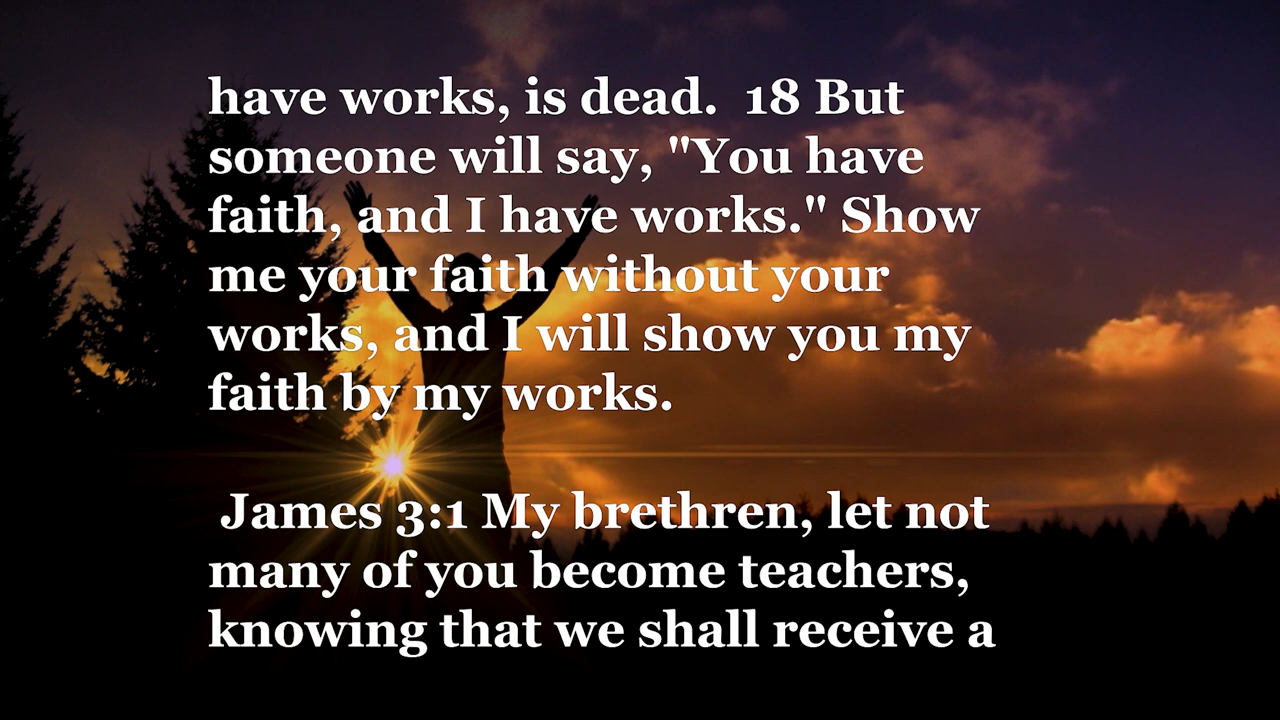 have works, is dead.  18 But
someone will say, "You have
faith, and I have works." Show
me your faith without your
works, and I will show you my
faith by my works.
James 3:1 My brethren, let not
many of you become teachers,
knowing that we shall receive a